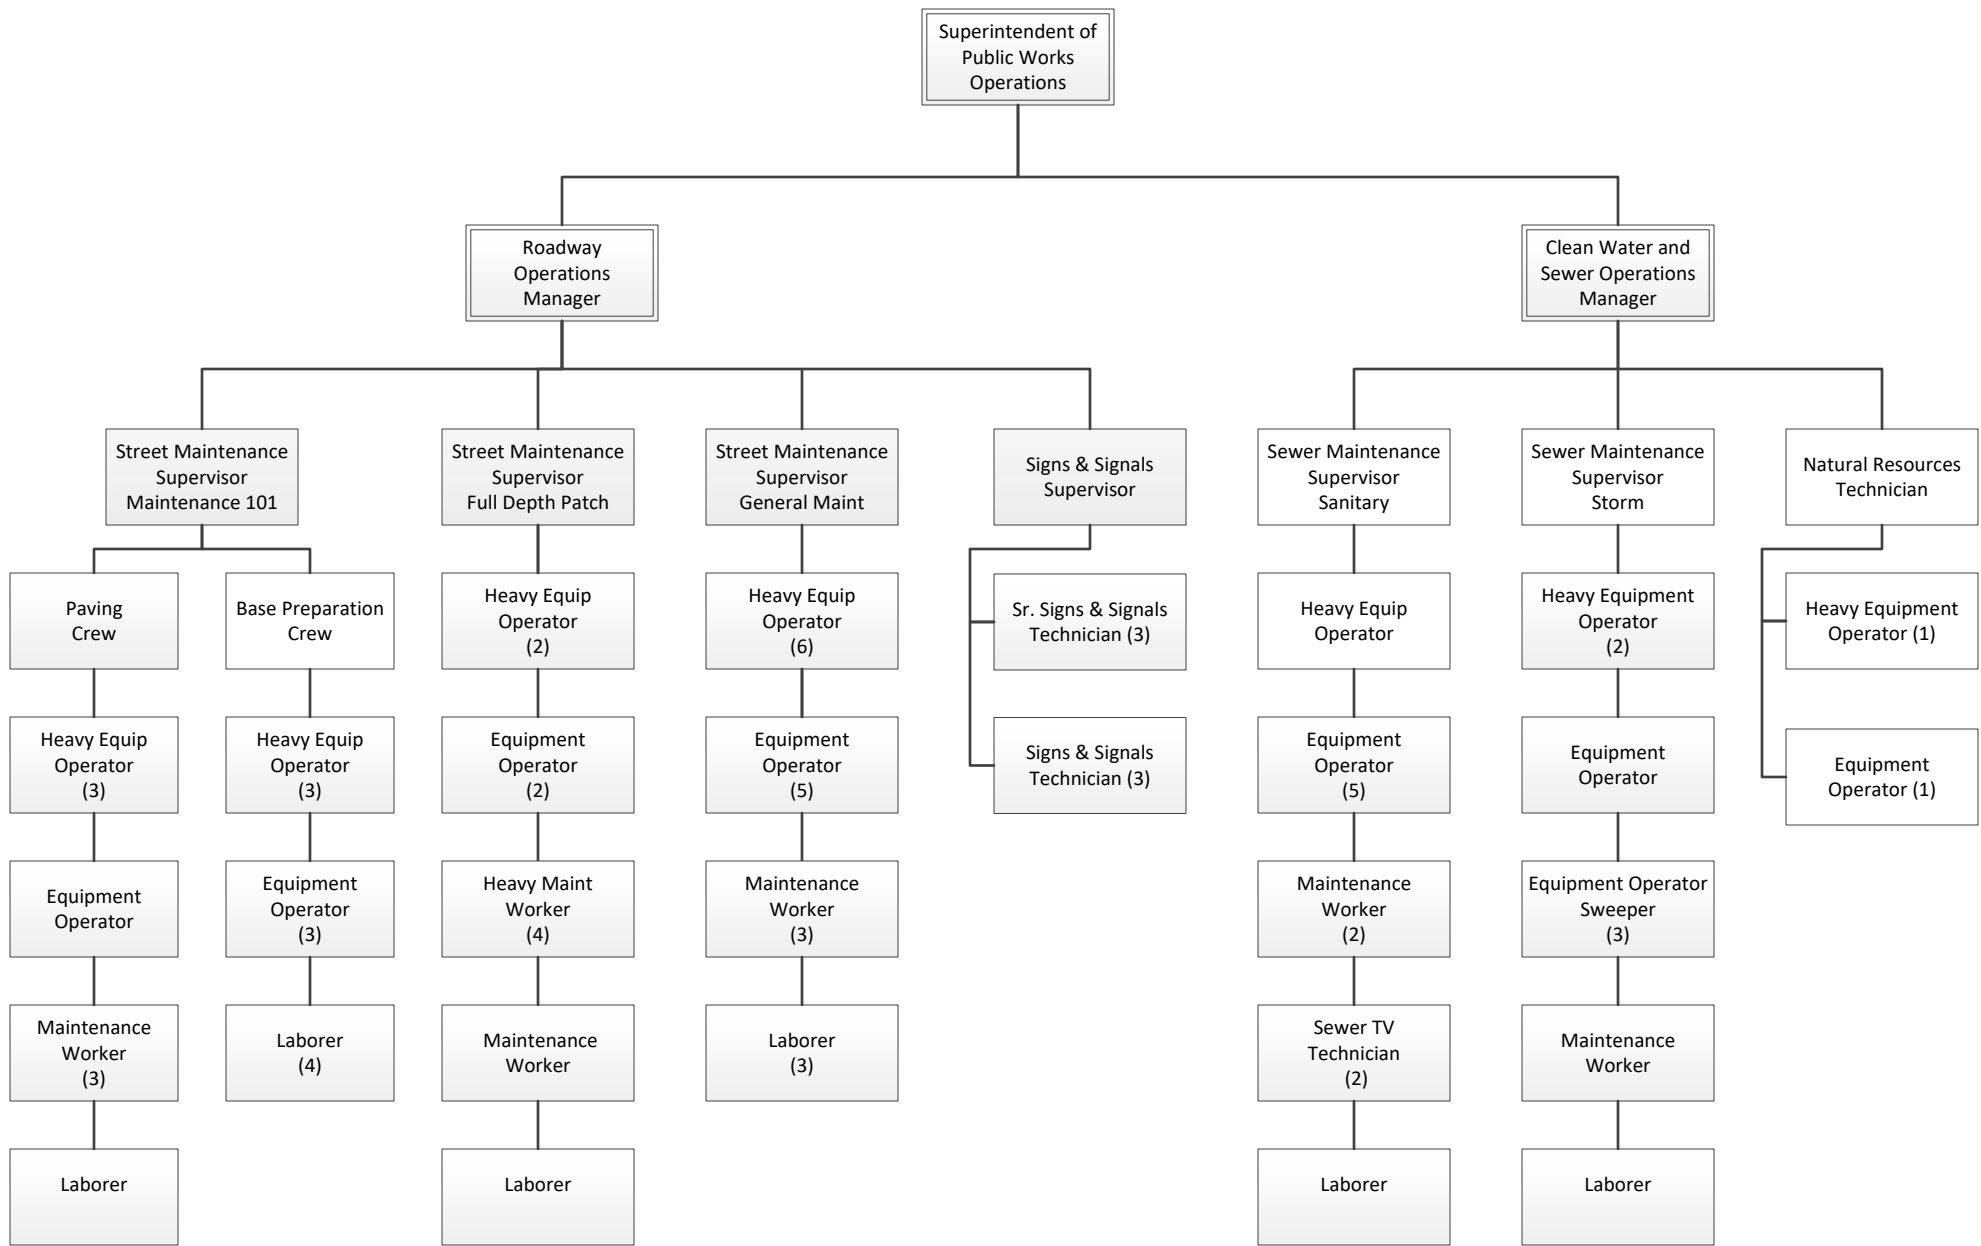 Superintendent of
Public Works
Operations
Roadway
Operations
Manager
Clean Water and
Sewer Operations
Manager
Street Maintenance
Supervisor
Maintenance 101
Street Maintenance
Supervisor
Full Depth Patch
Street Maintenance
Supervisor
General Maint
Signs & Signals
Supervisor
Sewer Maintenance
Supervisor
Sanitary
Sewer Maintenance
Supervisor
Storm
Natural Resources
Technician
Paving
Crew
Base Preparation
Crew
Heavy Equip
Operator
(2)
Heavy Equip
Operator
(6)
Sr. Signs & Signals
Technician (3)
Heavy Equip
Operator
Heavy Equipment
Operator
(2)
Heavy Equipment
Operator (1)
Heavy Equip
Operator
(3)
Heavy Equip
Operator
(3)
Equipment
Operator
(2)
Equipment
Operator
(5)
Signs & Signals
Technician (3)
Equipment
Operator
(5)
Equipment
Operator
Equipment
Operator (1)
Equipment
Operator
Equipment
Operator
(3)
Heavy Maint
Worker
(4)
Maintenance
Worker
(3)
Maintenance
Worker
(2)
Equipment Operator
Sweeper
(3)
Maintenance
Worker
(3)
Laborer
(4)
Maintenance
Worker
Laborer
(3)
Sewer TV
Technician
(2)
Maintenance
Worker
Laborer
Laborer
Laborer
Laborer